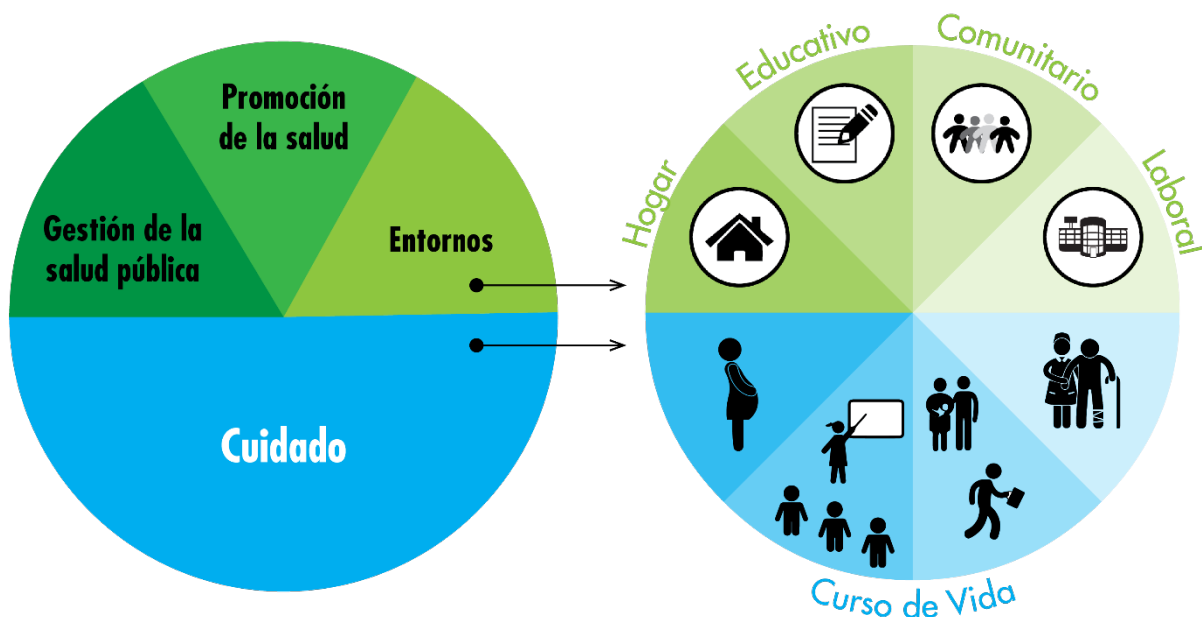 Promoción
de la salud
Gestión de la
salud pública
Entornos
Cuidado
Hogar
Educativo
Comunitario
Laboral
Curso de Vida